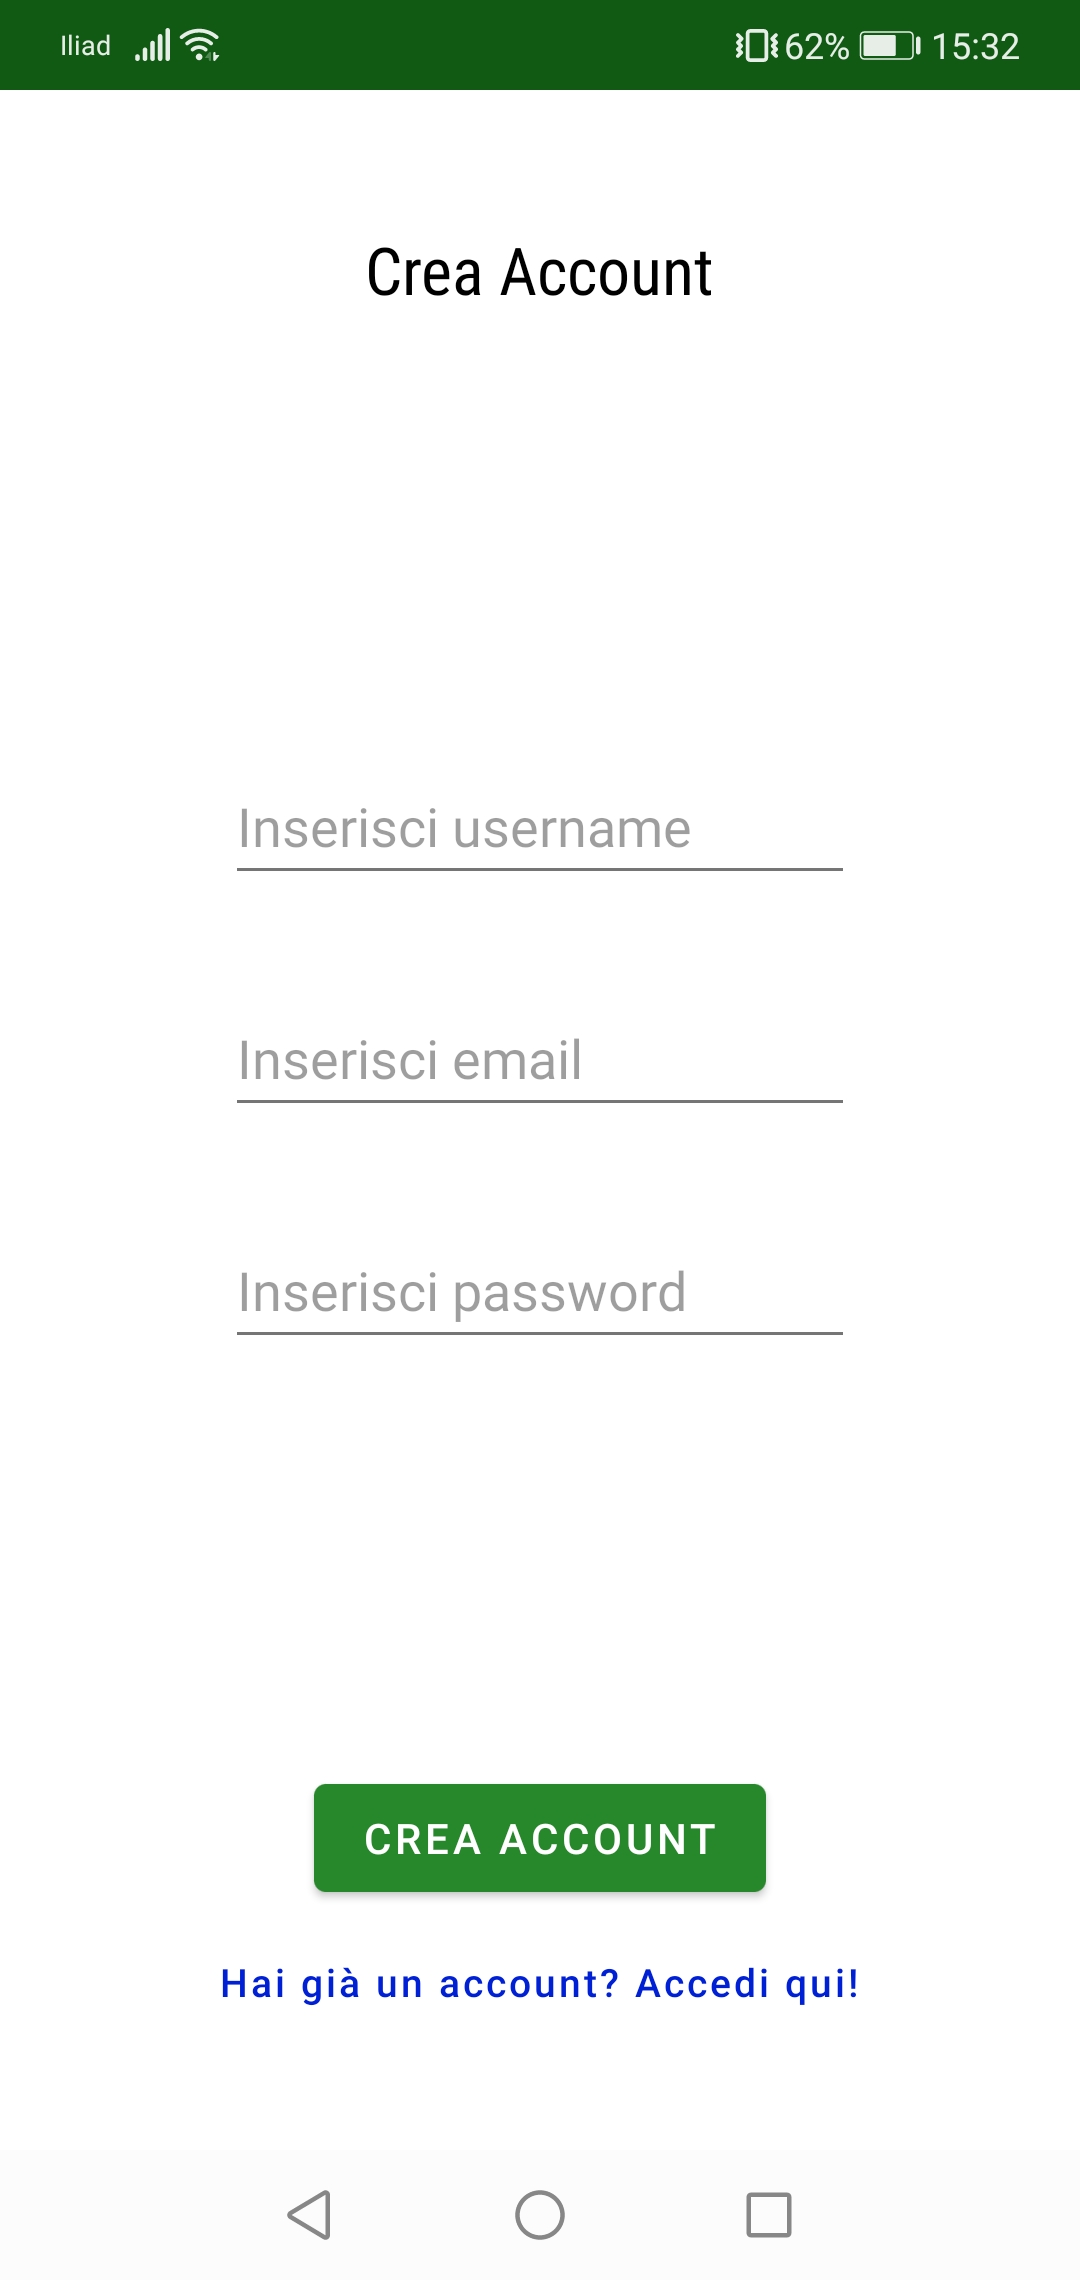 Iliad 62% 15:32
Crea Account
Inserisci username
Inserisci email
Inserisci password
CREA ACCOUNT
Hai già un account? Accedi qui!